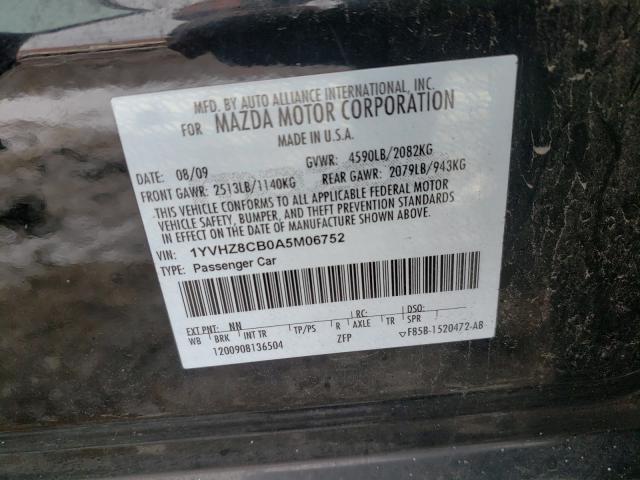 MFD. BY AUTO ALLIANCE INTERNATIONAL, INC.
FOR MAZDA MOTOR CORPORATION
MADE IN U.S.A.
DATE: 08/09 GVWR: 4590LB/2082KG
FRONT GAWR: 2513LB/1140KG REAR GAWR: 2079LB/943KG
THIS VEHICLE CONFORMS TO ALL APPLICABLE FEDERAL MOTOR
VEHICLE SAFETY, BUMPER, AND THEFT PREVENTION STANDARDS
IN EFFECT ON THE DATE OF MANUFACTURE SHOWN ABOVE.
VIN: 1YVHZ8CB0A5M06752
TYPE: Passenger Car
EXT PNT: NN RC: DSO:
WB BRK INT TR TP/PS R AXLE TR SPR
1200908136504 ZFP F85B-1520472-AB